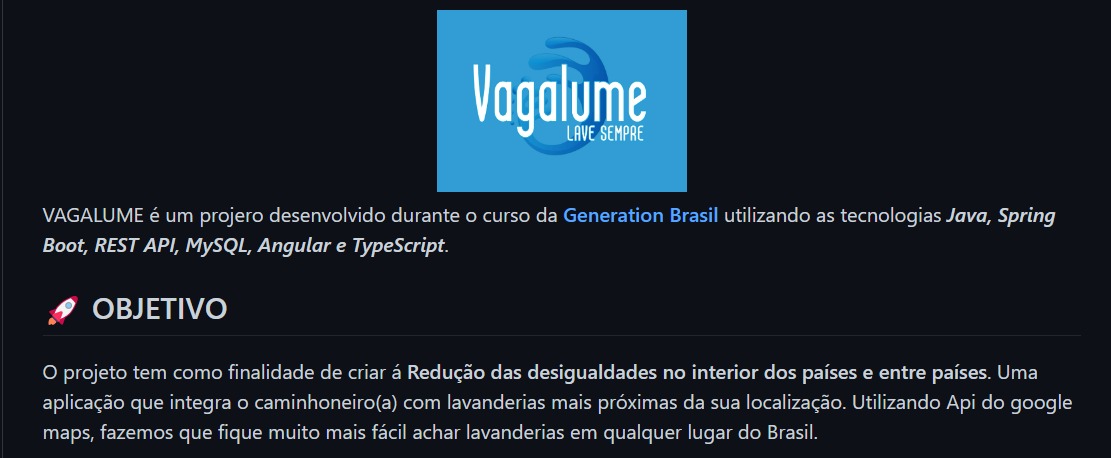 Vagalume
LAVE SEMPRE
VAGALUME é um projero desenvolvido durante o curso da Generation Brasil utilizando as tecnologias Java, Spring
Boot, REST API, MySQL, Angular e TypeScript.
🚀 OBJETIVO
O projeto tem como finalidade de criar á Redução das desigualdades no interior dos países e entre países. Uma
aplicação que integra o caminhoneiro(a) com lavanderias mais próximas da sua localização. Utilizando Api do google
maps, fazemos que fique muito mais fácil achar lavanderias em qualquer lugar do Brasil.